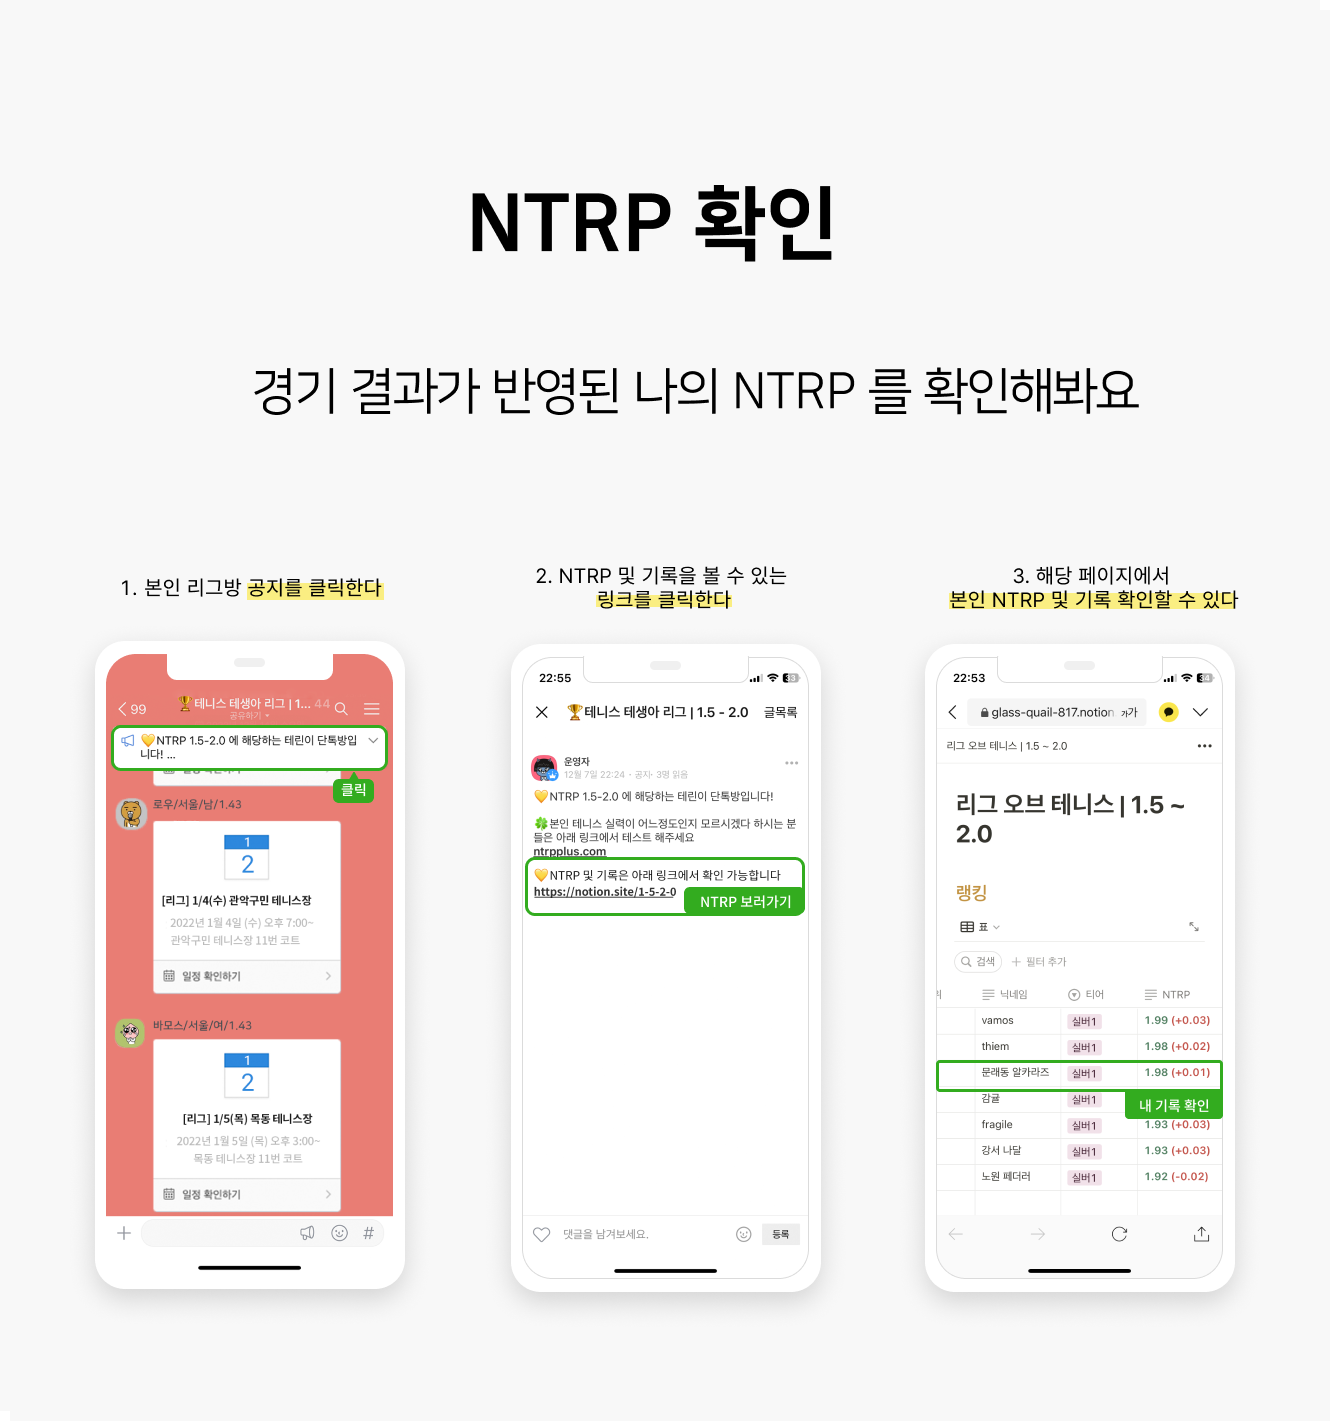 NTRP 확인
경기 결과가 반영된 나의 NTRP 를 확인해봐요
1. 본인 리그방 공지를 클릭한다
99
🏆테니스 테생아 리그 | 1... 44
공유하기
💛NTRP 1.5-2.0 에 해당하는 테린이 단톡방입
니다! ...
클릭
로우/서울/남/1.43
1
2
[리그] 1/4(수) 관악구민 테니스장
2022년 1월 4일 (수) 오후 7:00~
관악구민 테니스장 11번 코트
일정 확인하기
바모스/서울/여/1.43
1
2
[리그] 1/5(목) 목동 테니스장
2022년 1월 5일 (목) 오후 3:00~
목동 테니스장 11번 코트
일정 확인하기
#
2. NTRP 및 기록을 볼 수 있는
링크를 클릭한다
22:55
33
🏆테니스 테생아 리그 | 1.5 - 2.0 글목록
운영자
12월 7일 22:24 · 공지 · 3명 읽음
💛NTRP 1.5-2.0 에 해당하는 테린이 단톡방입니다!
🍀본인 테니스 실력이 어느정도인지 모르시겠다 하시는 분
들은 아래 링크에서 테스트 해주세요
ntrpplus.com
💛NTRP 및 기록은 아래 링크에서 확인 가능합니다
https://notion.site/1-5-2-0
NTRP 보러가기
댓글을 남겨보세요.
등록
3. 해당 페이지에서
본인 NTRP 및 기록 확인할 수 있다
22:53
34
glass-quail-817.notion 가가
리그 오브 테니스 | 1.5 ~ 2.0
리그 오브 테니스 | 1.5 ~
2.0
랭킹
표
검색
필터 추가
닉네임 티어 NTRP
vamos 실버1 1.99 (+0.03)
thiem 실버1 1.98 (+0.02)
문래동 알카라즈 실버1 1.98 (+0.01)
감귤 실버1
내 기록 확인
fragile 실버1 1.93 (+0.03)
강서 나달 실버1 1.93 (+0.03)
노원 페더러 실버1 1.92 (-0.02)